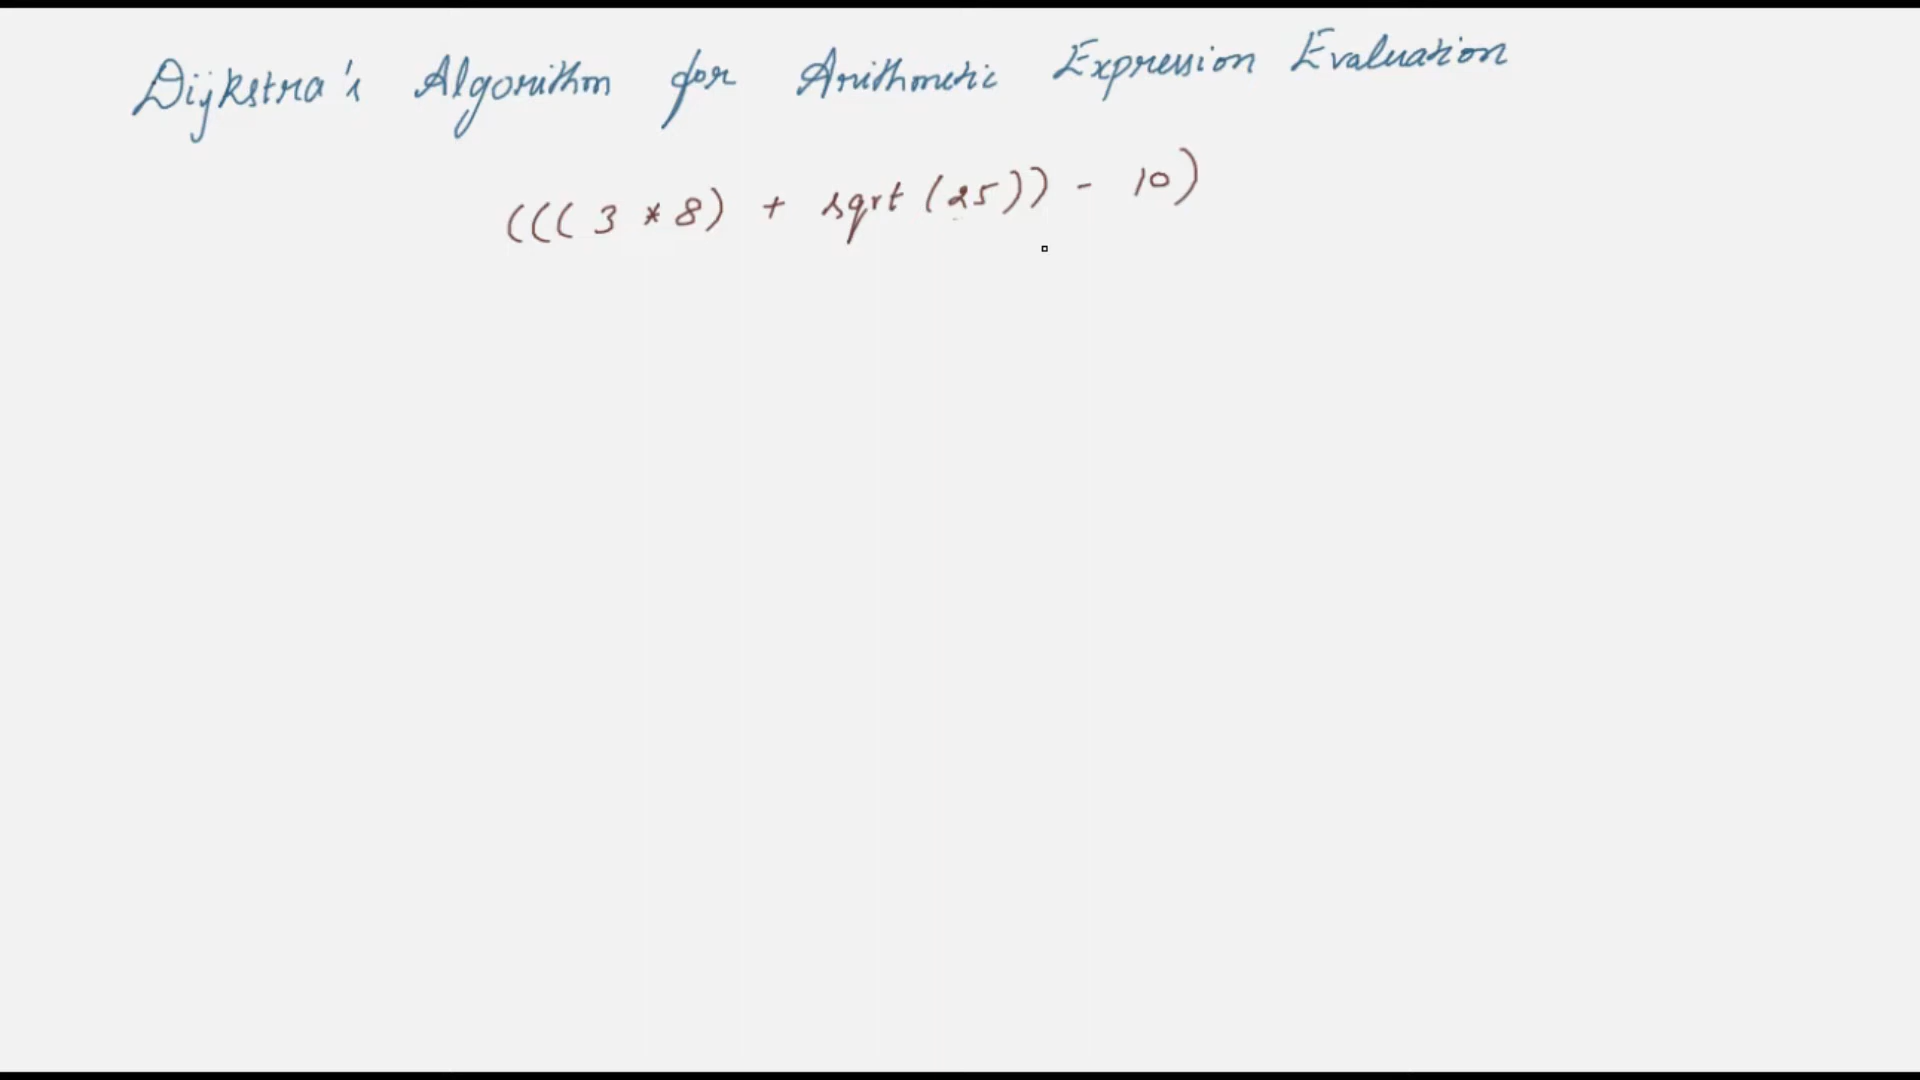 Dijkstra's Algorithm for Arithmetic Expression Evaluation
(((3 * 8) + sqrt (25)) - 10)